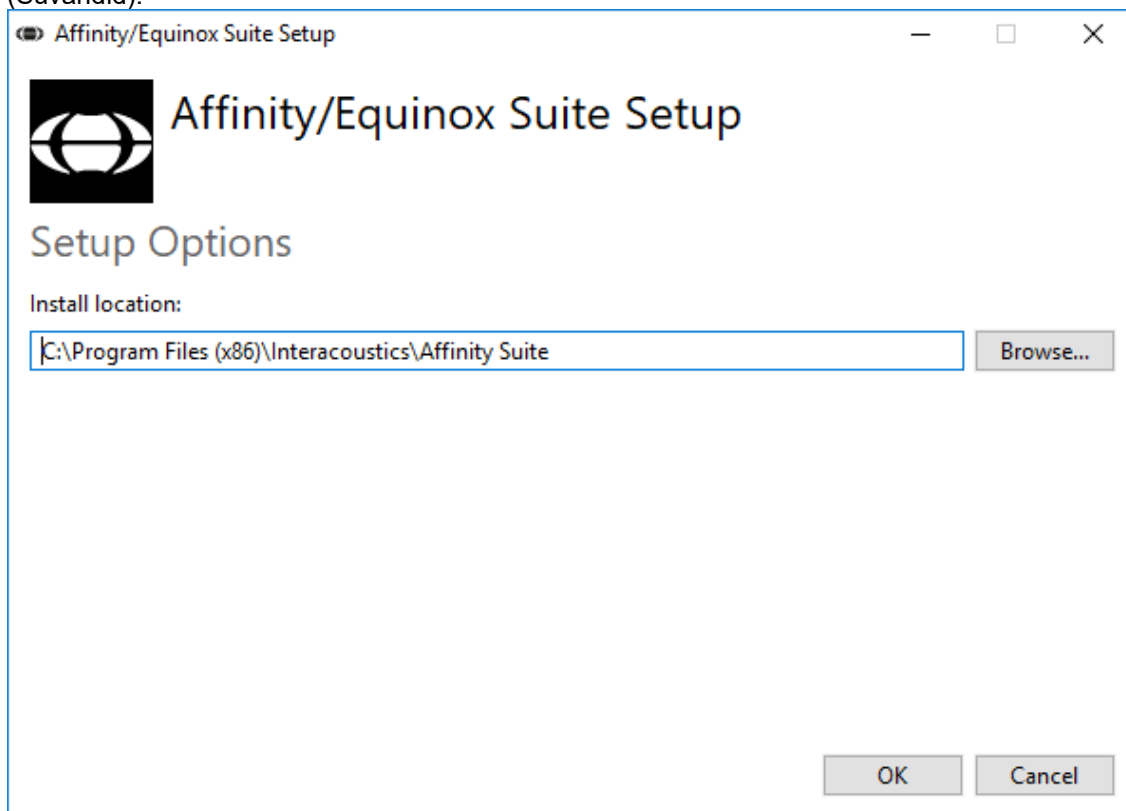 (Suvandid).
Affinity/Equinox Suite Setup
Affinity/Equinox Suite Setup
Setup Options
Install location:
C:\Program Files (x86)\Interacoustics\Affinity Suite
Browse...
OK
Cancel